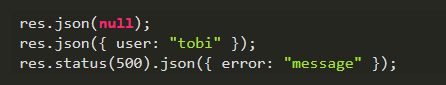 res.json(null);
res.json({ user: "tobi" });
res.status(500).json({ error: "message" });